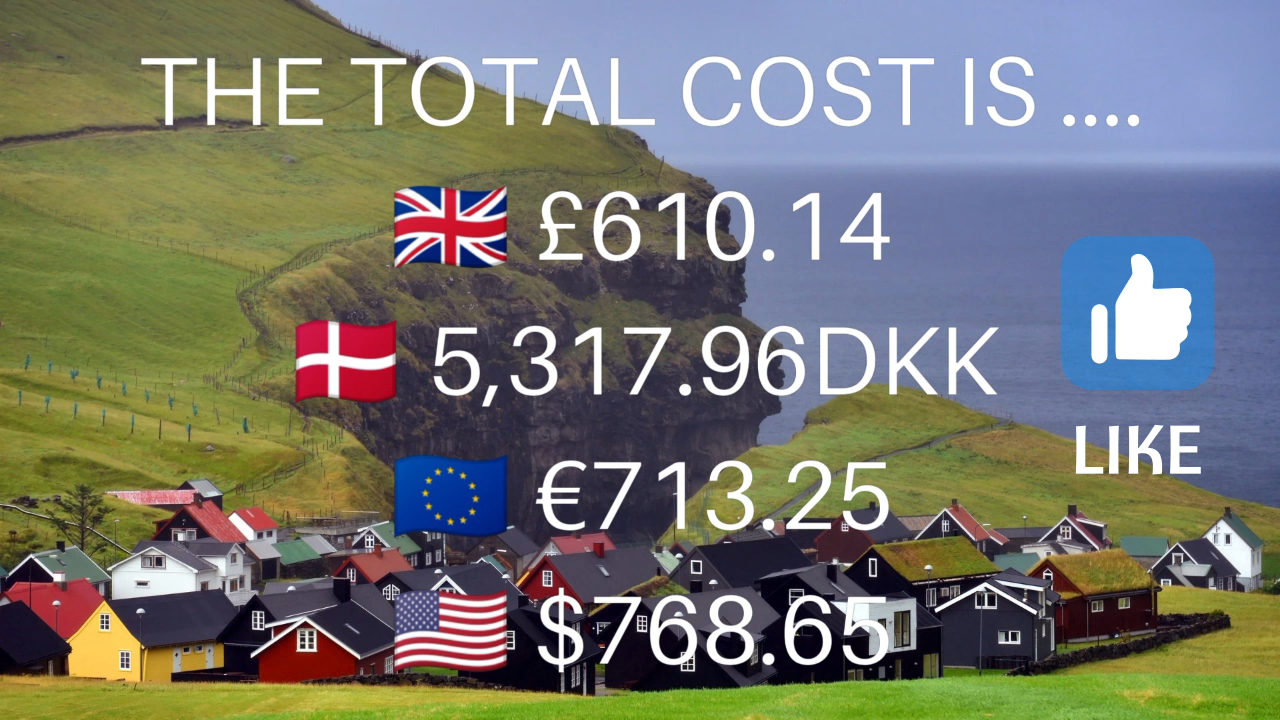 THE TOTAL COST IS ....
🇬🇧 £610.14
🇩🇰 5,317.96DKK
🇪🇺 €713.25
🇺🇸 $768.65
LIKE